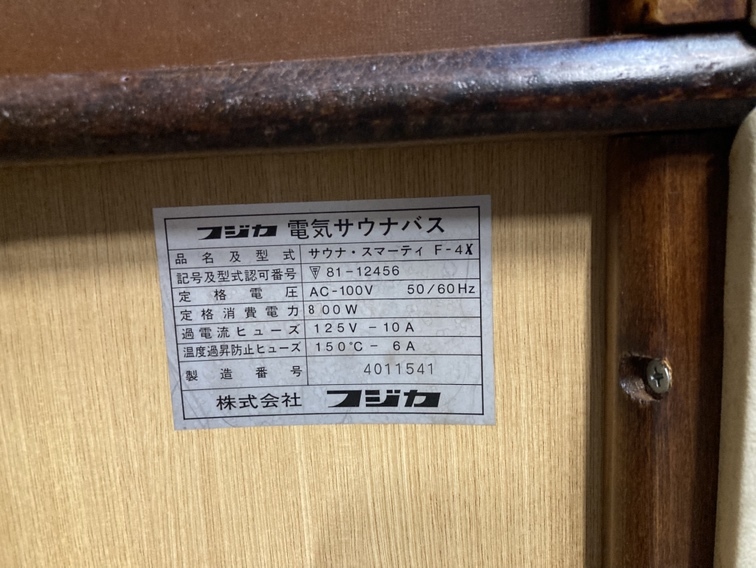 フジカ 電気サウナバス
品名及型式 サウナ・スマーティ F-4X
記号及型式認可番号 81-12456
定格電圧 AC-100V 50/60Hz
定格消費電力 800W
過電流ヒューズ 125V - 10A
温度過昇防止ヒューズ 150℃ - 6A
製造番号 4011541
株式会社 フジカ